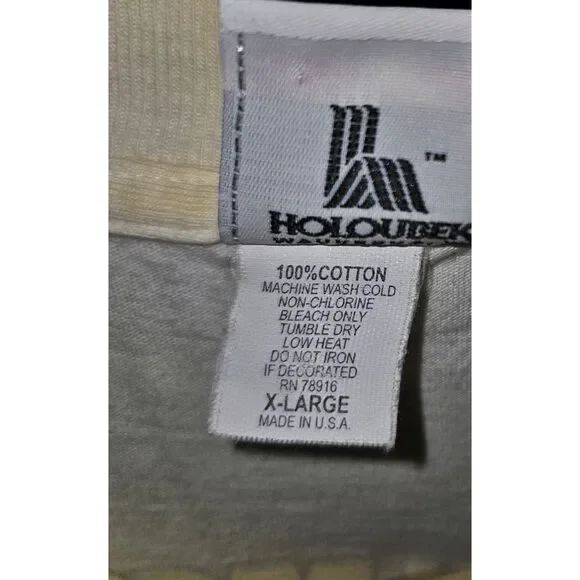 ™
HOLOUBEK
100%COTTON
MACHINE WASH COLD
NON-CHLORINE
BLEACH ONLY
TUMBLE DRY
LOW HEAT
DO NOT IRON
IF DECORATED
RN 78916
X-LARGE
MADE IN U.S.A.